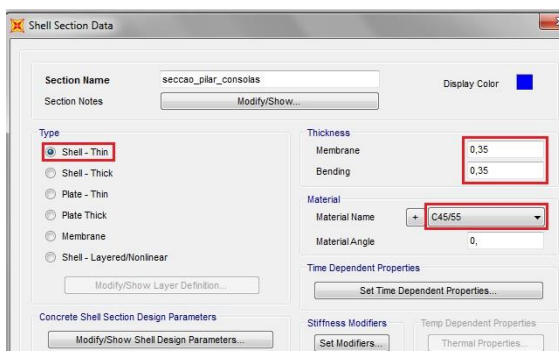 Shell Section Data
Section Name
seccao_pilar_consolas
Display Color
Section Notes
Modify/Show...
Type
Shell - Thin
Shell - Thick
Plate - Thin
Plate Thick
Membrane
Shell - Layered/Nonlinear
Modify/Show Layer Definition...
Concrete Shell Section Design Parameters
Modify/Show Shell Design Parameters...
Thickness
Membrane
0,35
Bending
0,35
Material
Material Name
+
C45/55
Material Angle
0,
Time Dependent Properties
Set Time Dependent Properties...
Stiffness Modifiers
Set Modifiers...
Temp Dependent Properties
Thermal Properties...